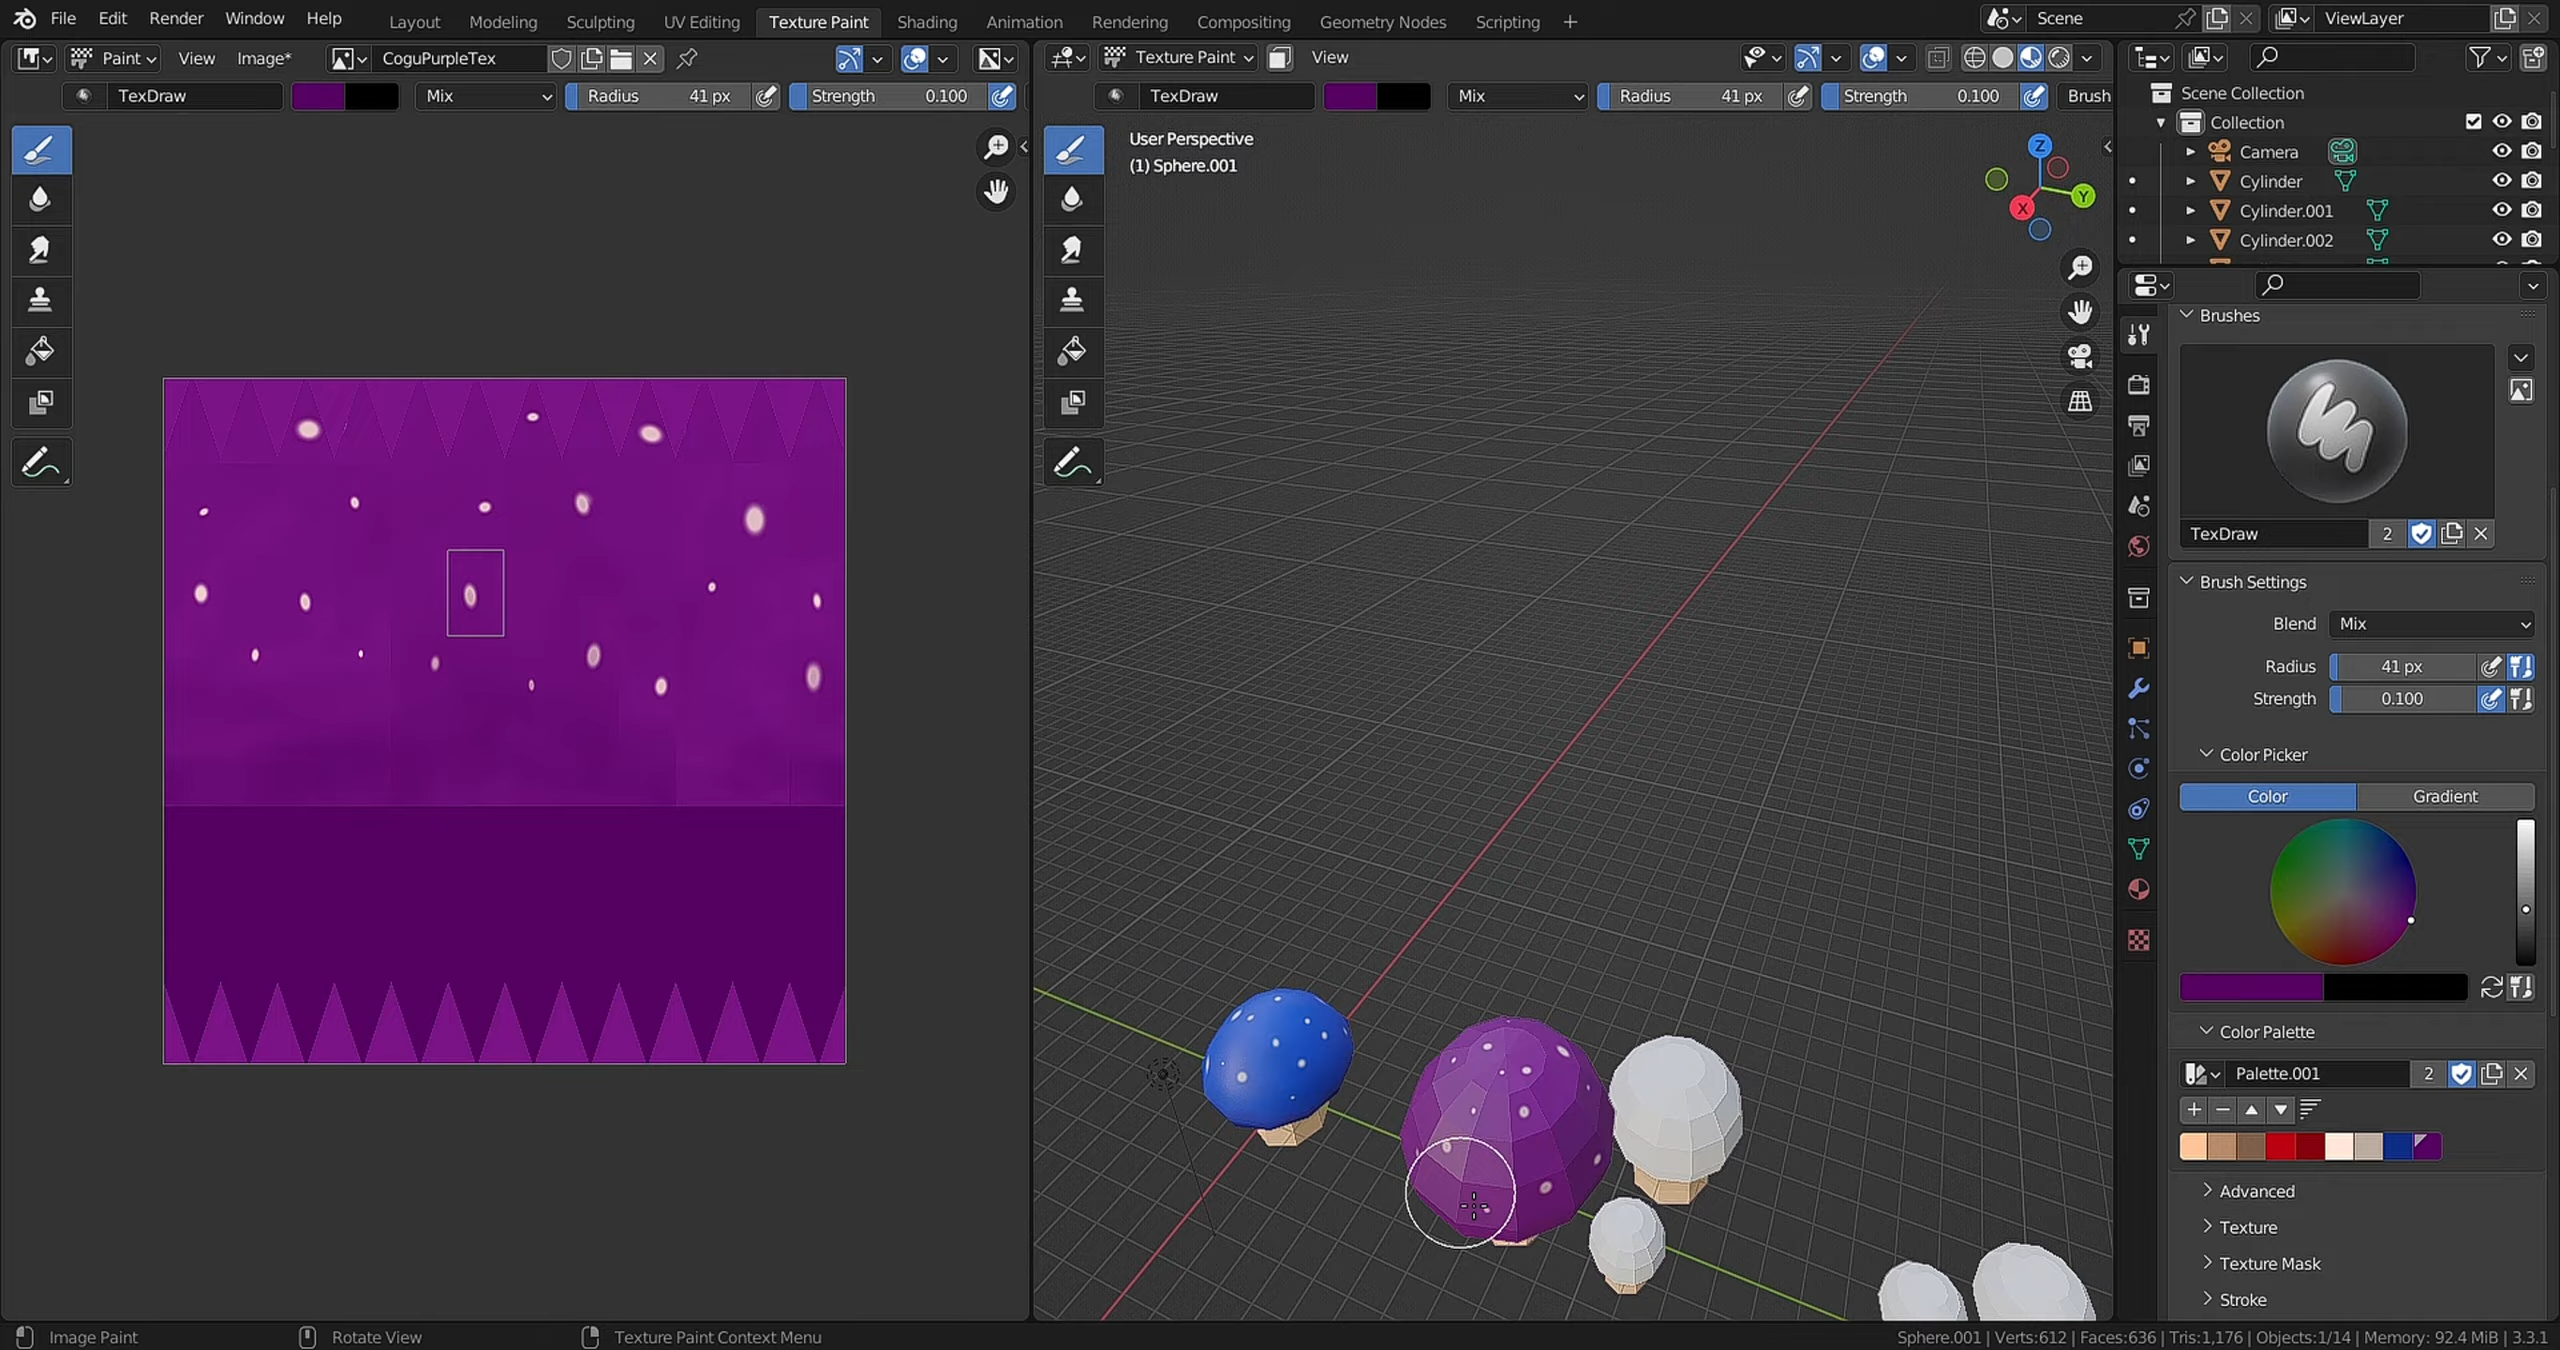 File Edit Render Window Help Layout Modeling Sculpting UV Editing Texture Paint Shading Animation Rendering Compositing Geometry Nodes Scripting Scene ViewLayer
Paint View Image* CoguPurpleTex
TexDraw Mix Radius 41 px Strength 0.100
Texture Paint View
TexDraw Mix Radius 41 px Strength 0.100 Brush
User Perspective
(1) Sphere.001
Z
Y
X
Scene Collection
Collection
Camera
Cylinder
Cylinder.001
Cylinder.002
Brushes
TexDraw 2
Brush Settings
Blend Mix
Radius 41 px
Strength 0.100
Color Picker
Color Gradient
Color Palette
Palette.001 2
Advanced
Texture
Texture Mask
Stroke
Image Paint Rotate View Texture Paint Context Menu Sphere.001 | Verts:612 | Faces:636 | Tris:1,176 | Objects:1/14 | Memory: 92.4 MiB | 3.3.1